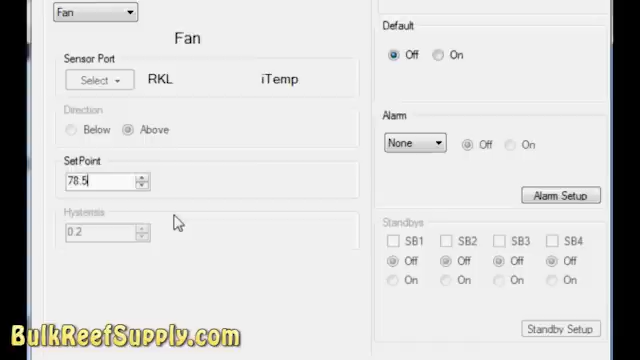 Fan
Fan
Sensor Port
Select
RKL
iTemp
Direction
Below
Above
SetPoint
78.5
Hysterisis
0.2
Default
Off
On
Alarm
None
Off
On
Alarm Setup
Standbys
SB1
SB2
SB3
SB4
Off
Off
Off
Off
On
On
On
On
Standby Setup
BulkReefSupply.com